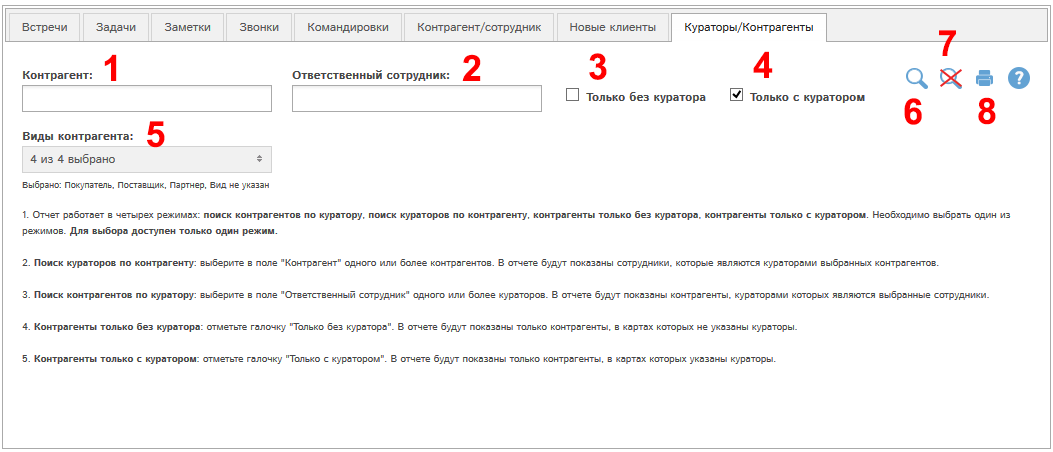 Встречи Задачи Заметки Звонки Командировки Контрагент/сотрудник Новые клиенты Кураторы/Контрагенты
7
Контрагент: 1 Ответственный сотрудник: 2 3 4
Только без куратора Только с куратором ?
6 8
Виды контрагента: 5
4 из 4 выбрано
Выбрано: Покупатель, Поставщик, Партнер, Вид не указан
1. Отчет работает в четырех режимах: поиск контрагентов по куратору, поиск кураторов по контрагенту, контрагенты только без куратора, контрагенты только с куратором. Необходимо выбрать один из
режимов. Для выбора доступен только один режим.
2. Поиск кураторов по контрагенту: выберите в поле "Контрагент" одного или более контрагентов. В отчете будут показаны сотрудники, которые являются кураторами выбранных контрагентов.
3. Поиск контрагентов по куратору: выберите в поле "Ответственный сотрудник" одного или более кураторов. В отчете будут показаны контрагенты, кураторами которых являются выбранные сотрудники.
4. Контрагенты только без куратора: отметьте галочку "Только без куратора". В отчете будут показаны только контрагенты, в картах которых не указаны кураторы.
5. Контрагенты только с куратором: отметьте галочку "Только с куратором". В отчете будут показаны только контрагенты, в картах которых указаны кураторы.